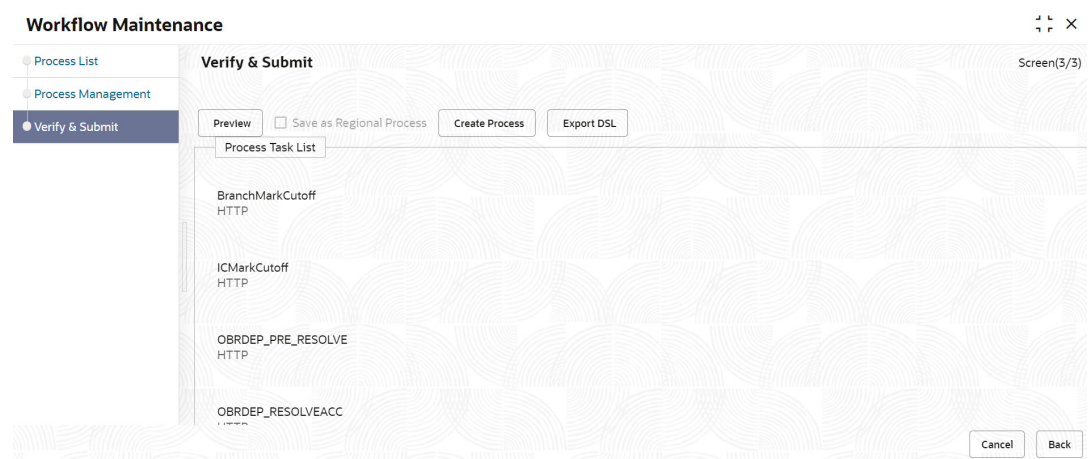 Workflow Maintenance
Process List
Process Management
Verify & Submit
Verify & Submit
Screen(3/3)
Preview
Save as Regional Process
Create Process
Export DSL
Process Task List
BranchMarkCutoff
HTTP
ICMarkCutoff
HTTP
OBRDEP_PRE_RESOLVE
HTTP
OBRDEP_RESOLVEACC
Cancel
Back